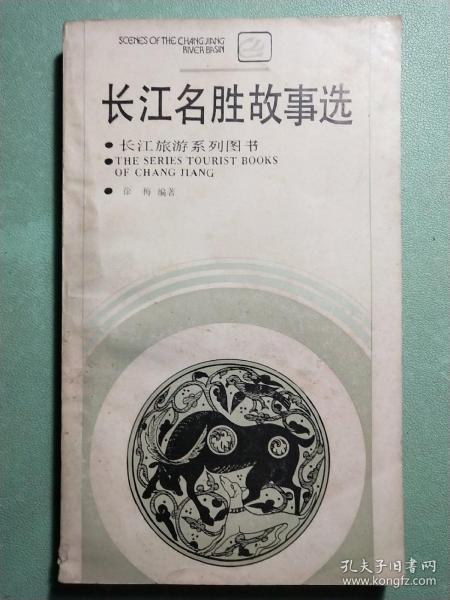 SCENES OF THE CHANGJIANG
RIVER BASIN
长江名胜故事选
● 长江旅游系列图书
● THE SERIES TOURIST BOOKS
OF CHANG JIANG
● 徐 梅 编著
孔夫子旧书网
www.kongfz.com